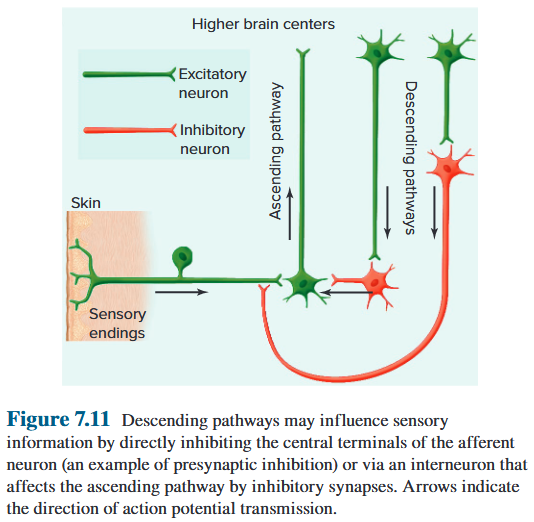 Higher brain centers
Excitatory
neuron
Inhibitory
neuron
Ascending pathway
Descending pathways
Skin
Sensory
endings
Figure 7.11 Descending pathways may influence sensory
information by directly inhibiting the central terminals of the afferent
neuron (an example of presynaptic inhibition) or via an interneuron that
affects the ascending pathway by inhibitory synapses. Arrows indicate
the direction of action potential transmission.